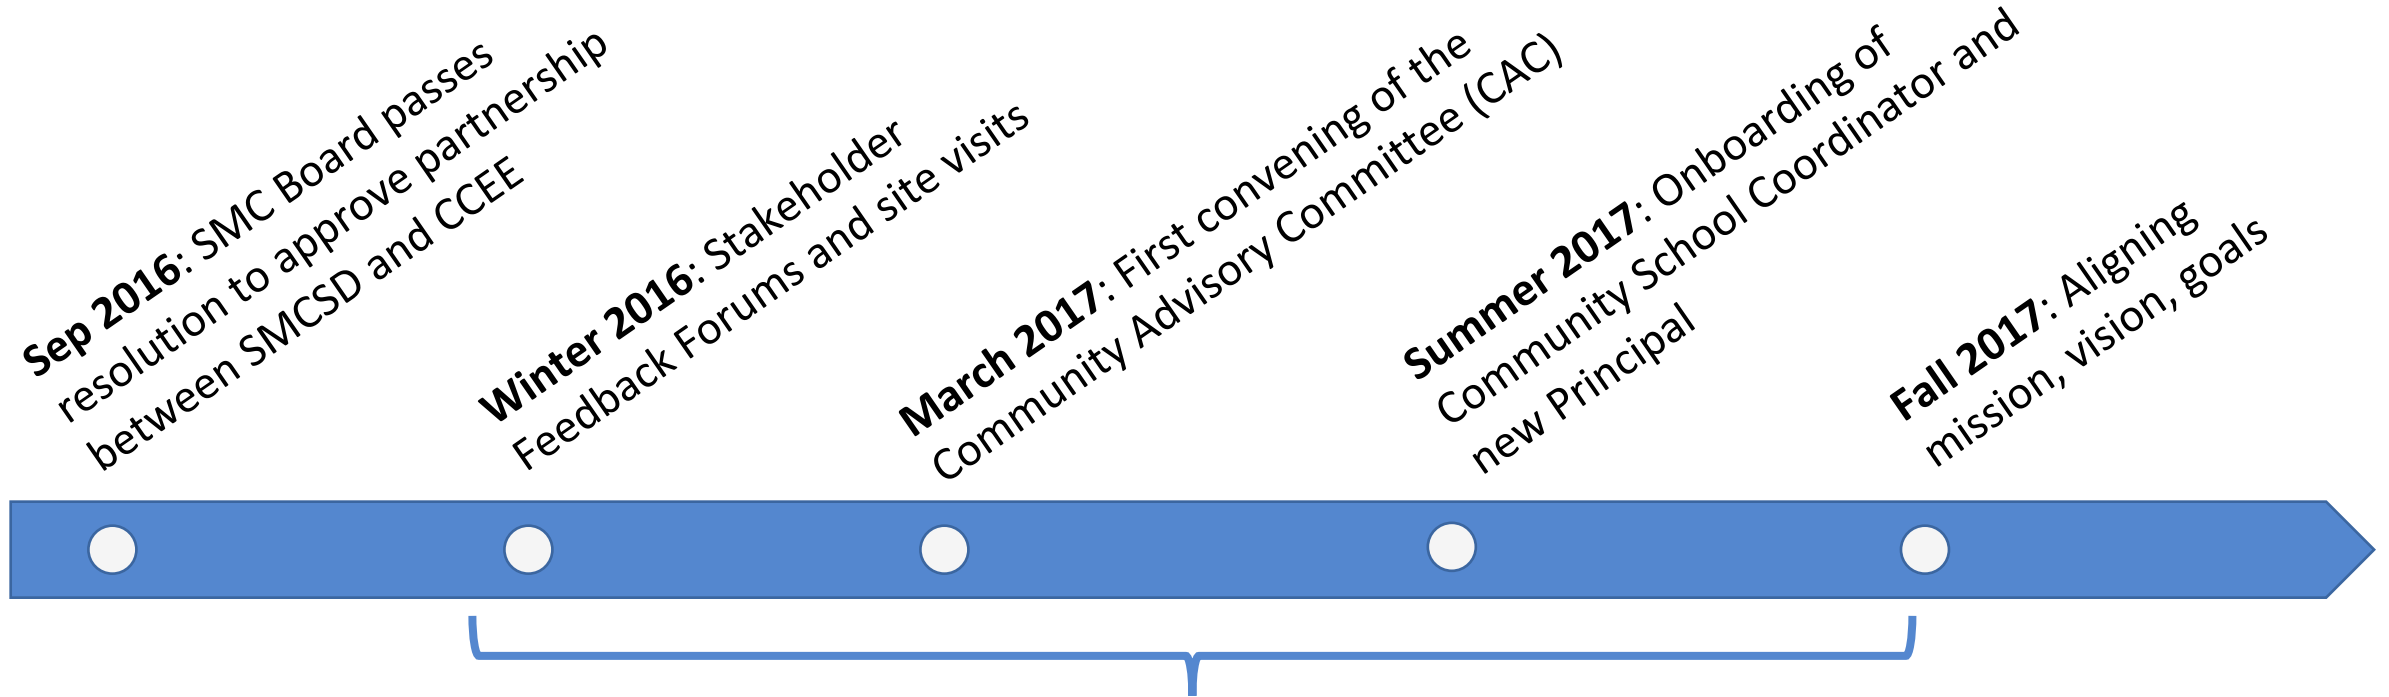 Sep 2016: SMC Board passes
resolution to approve partnership
between SMCSD and CCEE
Winter 2016: Stakeholder
Feedback Forums and site visits
March 2017: First convening of the
Community Advisory Committee (CAC)
Summer 2017: Onboarding of
Community School Coordinator and
new Principal
Fall 2017: Aligning
mission, vision, goals